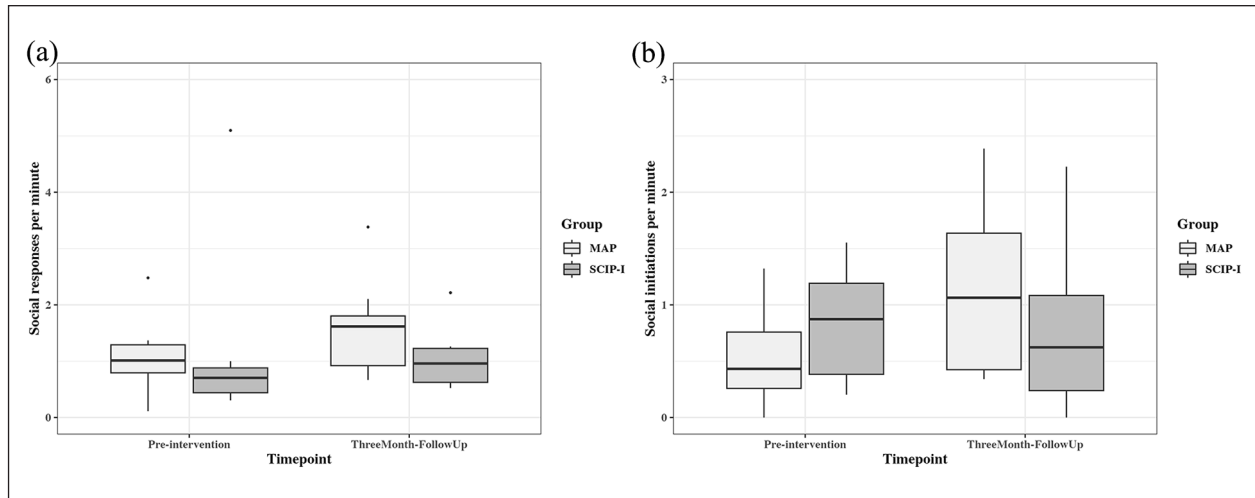 (a)
6
4
2
0
Social responses per minute
Pre-intervention
ThreeMonth-FollowUp
Timepoint
Group
MAP
SCIP-I
(b)
3
2
1
0
Social initiations per minute
Pre-intervention
ThreeMonth-FollowUp
Timepoint
Group
MAP
SCIP-I